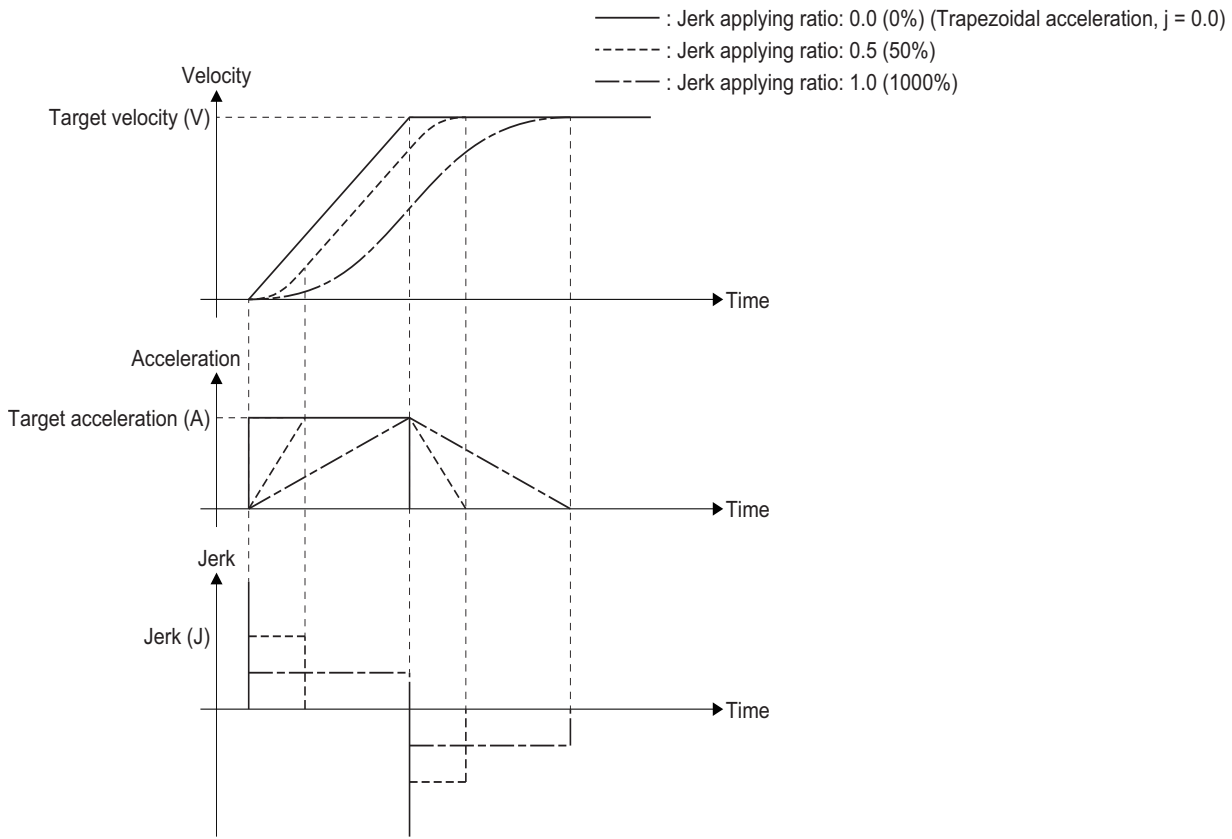 : Jerk applying ratio: 0.0 (0%) (Trapezoidal acceleration, j = 0.0)
: Jerk applying ratio: 0.5 (50%)
: Jerk applying ratio: 1.0 (1000%)
Velocity
Target velocity (V)
Time
Acceleration
Target acceleration (A)
Time
Jerk
Jerk (J)
Time